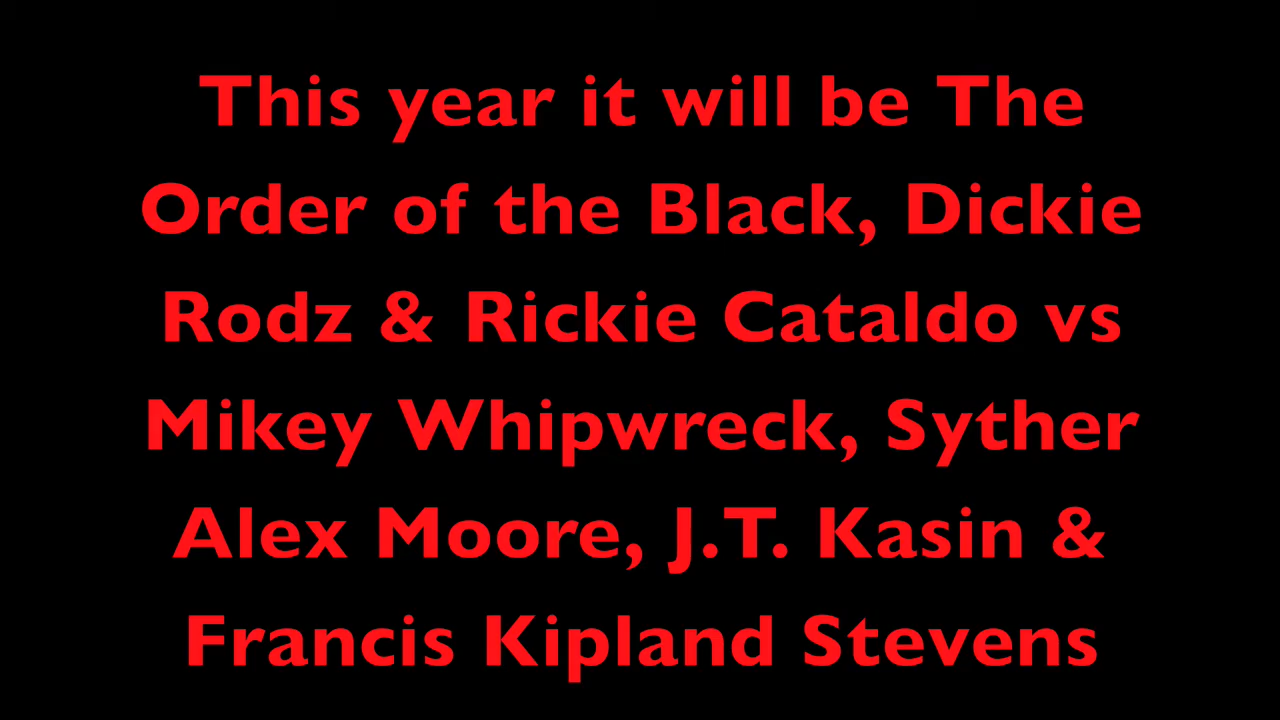 This year it will be The
Order of the Black, Dickie
Rodz & Rickie Cataldo vs
Mikey Whipwreck, Syther
Alex Moore, J.T. Kasin &
Francis Kipland Stevens